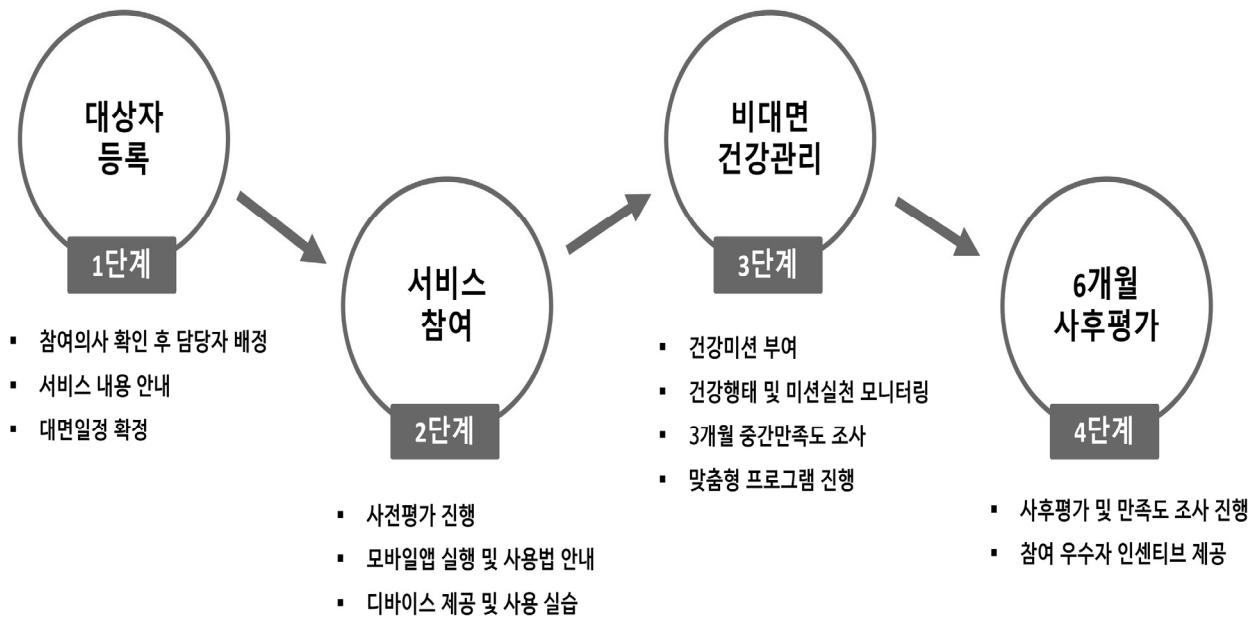 대상자
등록
1단계
▪ 참여의사 확인 후 담당자 배정
▪ 서비스 내용 안내
▪ 대면일정 확정
서비스
참여
2단계
▪ 사전평가 진행
▪ 모바일앱 실행 및 사용법 안내
▪ 디바이스 제공 및 사용 실습
비대면
건강관리
3단계
▪ 건강미션 부여
▪ 건강행태 및 미션실천 모니터링
▪ 3개월 중간만족도 조사
▪ 맞춤형 프로그램 진행
6개월
사후평가
4단계
▪ 사후평가 및 만족도 조사 진행
▪ 참여 우수자 인센티브 제공